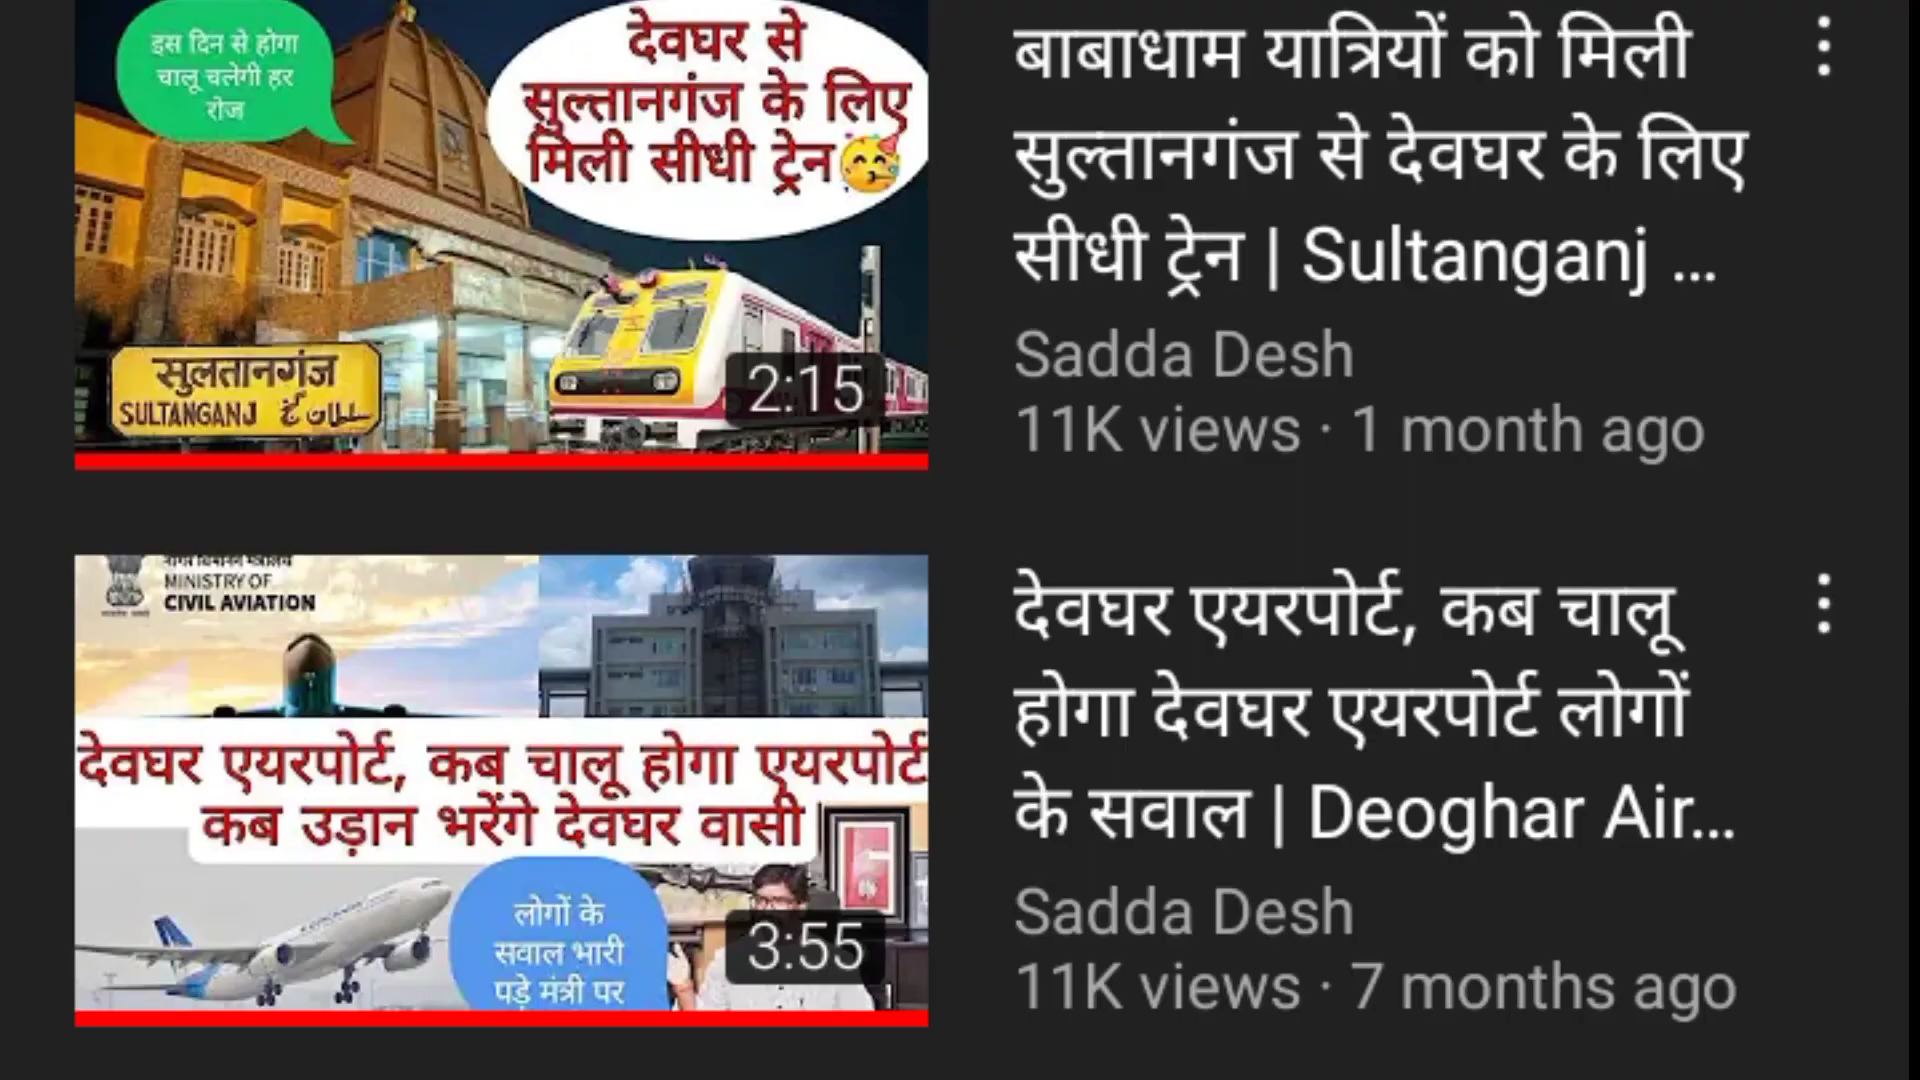 इस दिन से होगा
चालू चलेगी हर
रोज
देवघर से
सुल्तानगंज के लिए
मिली सीधी ट्रेन🥳
सुलतानगंज
SULTANGANJ
2:15
बाबाधाम यात्रियों को मिली
सुल्तानगंज से देवघर के लिए
सीधी ट्रेन | Sultanganj ...
Sadda Desh
11K views · 1 month ago
MINISTRY OF
CIVIL AVIATION
देवघर एयरपोर्ट, कब चालू होगा एयरपोर्ट
कब उड़ान भरेंगे देवघर वासी
लोगों के
सवाल भारी
पड़े मंत्री पर
3:55
देवघर एयरपोर्ट, कब चालू
होगा देवघर एयरपोर्ट लोगों
के सवाल | Deoghar Air...
Sadda Desh
11K views · 7 months ago